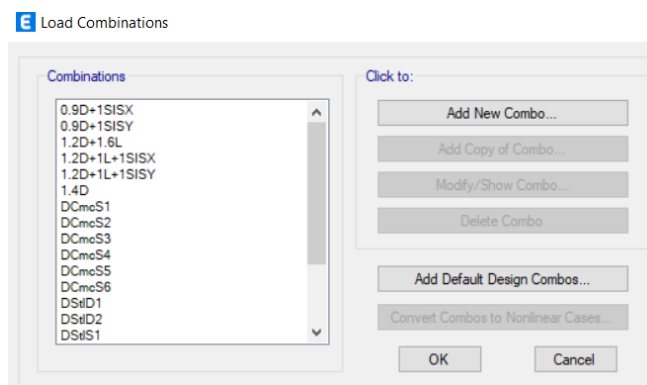 E Load Combinations
Combinations
0.9D+1SISX
0.9D+1SISY
1.2D+1.6L
1.2D+1L+1SISX
1.2D+1L+1SISY
1.4D
DCmcS1
DCmcS2
DCmcS3
DCmcS4
DCmcS5
DCmcS6
DStlD1
DStlD2
DStlS1
Click to:
Add New Combo...
Add Copy of Combo...
Modify/Show Combo...
Delete Combo
Add Default Design Combos...
Convert Combos to Nonlinear Cases...
OK
Cancel